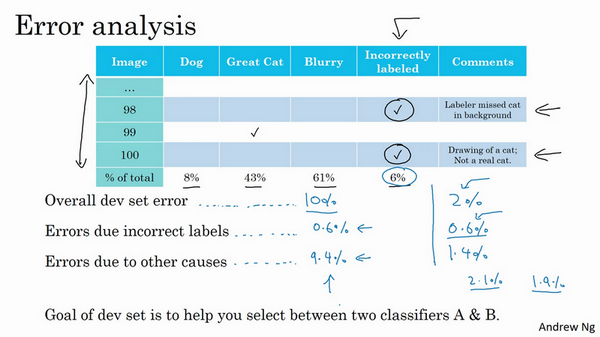 Error analysis
Image Dog Great Cat Blurry Incorrectly labeled Comments
...
98 ✓ Labeler missed cat in background
99 ✓
100 ✓ Drawing of a cat; Not a real cat.
% of total 8% 43% 61% 6%
Overall dev set error 10% 2%
Errors due incorrect labels 0.6% 0.6%
Errors due to other causes 9.4% 1.4%
2.1% 1.9%
Goal of dev set is to help you select between two classifiers A & B.
Andrew Ng